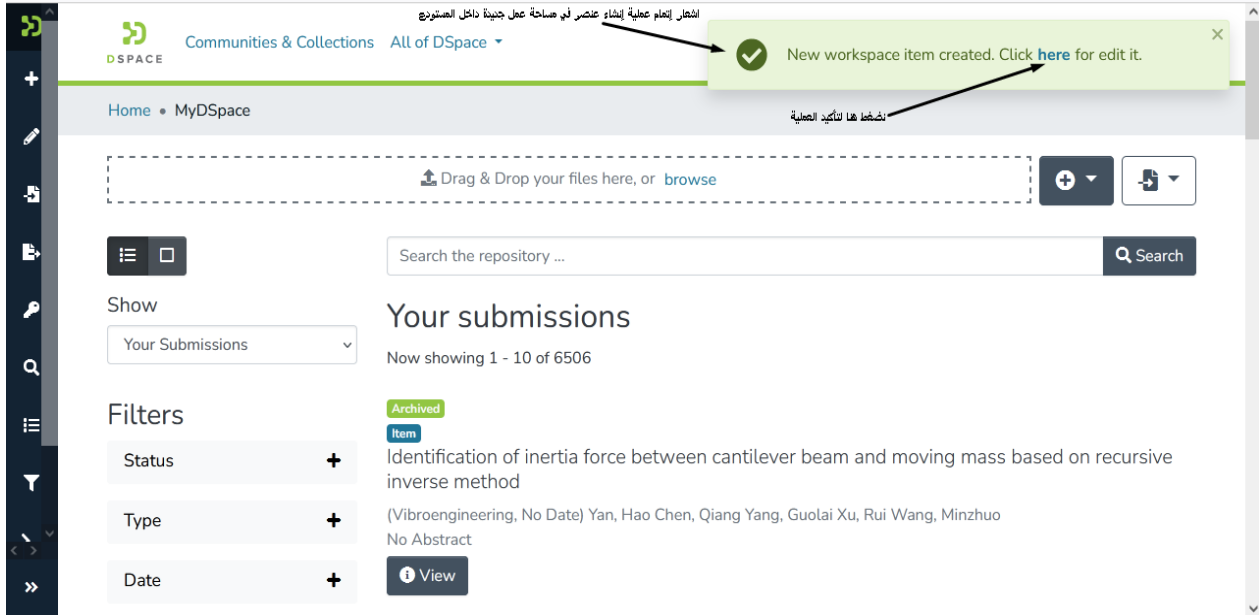 اشعار إتمام عملية إنشاء عنصر في مساحة عمل جديدة داخل المستودع
DSPACE
Communities & Collections All of DSpace
New workspace item created. Click here for edit it.
Home • MyDSpace
نضغط هنا لتأكيد العملية
Drag & Drop your files here, or browse
Search the repository ...
Search
Show
Your Submissions
Your submissions
Now showing 1 - 10 of 6506
Filters
Status
Type
Date
Archived
Item
Identification of inertia force between cantilever beam and moving mass based on recursive
inverse method
(Vibroengineering, No Date) Yan, Hao Chen, Qiang Yang, Guolai Xu, Rui Wang, Minzhuo
No Abstract
View